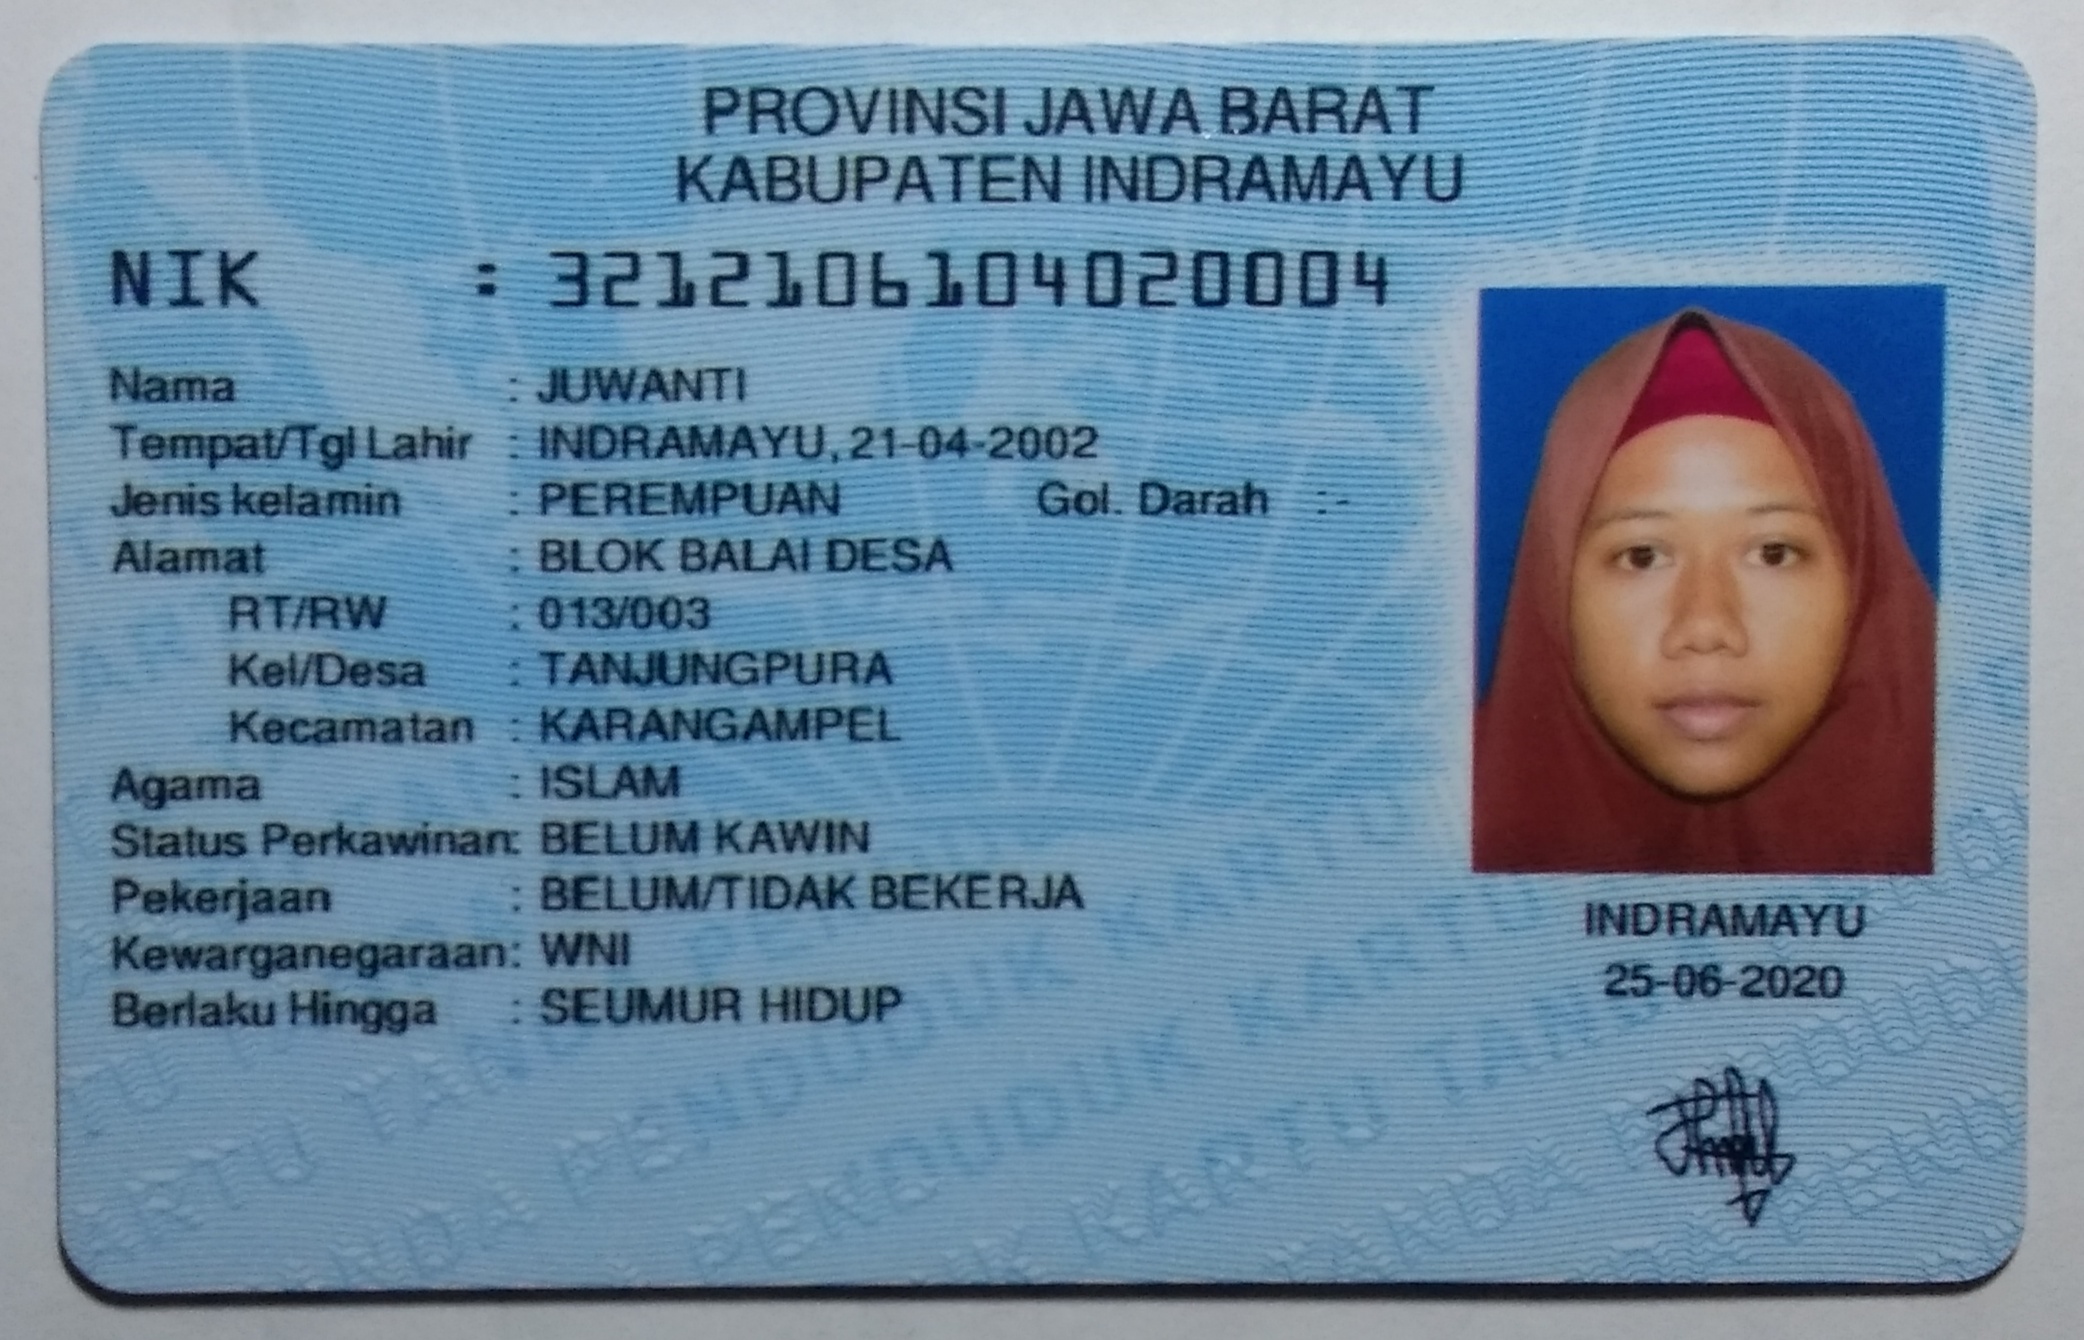 PROVINSI JAWA BARAT
KABUPATEN INDRAMAYU
NIK : 3212106104020004
Nama : JUWANTI
Tempat/Tgl Lahir : INDRAMAYU, 21-04-2002
Jenis kelamin : PEREMPUAN Gol. Darah : -
Alamat : BLOK BALAI DESA
RT/RW : 013/003
Kel/Desa : TANJUNGPURA
Kecamatan : KARANGAMPEL
Agama : ISLAM
Status Perkawinan: BELUM KAWIN
Pekerjaan : BELUM/TIDAK BEKERJA
Kewarganegaraan: WNI
Berlaku Hingga : SEUMUR HIDUP
INDRAMAYU
25-06-2020